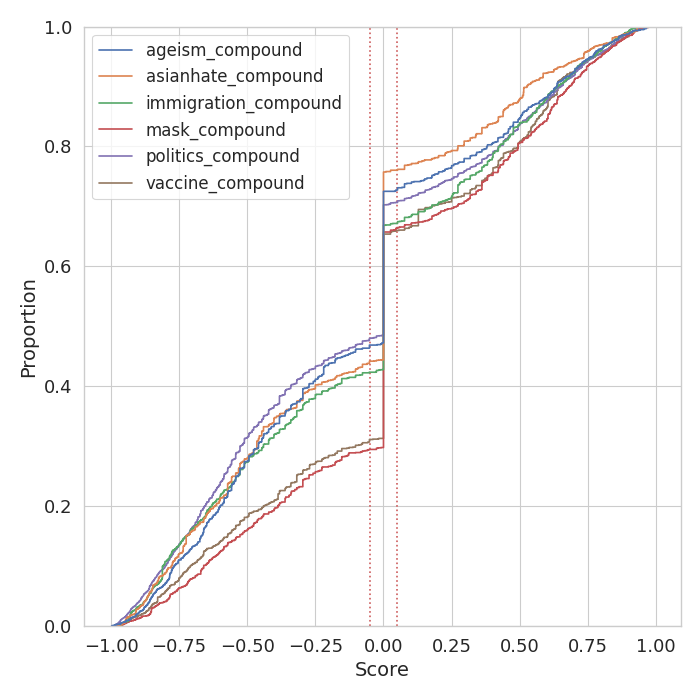 ageism_compound
asianhate_compound
immigration_compound
mask_compound
politics_compound
vaccine_compound
1.0
0.8
0.6
0.4
0.2
0.0
Proportion
−1.00 −0.75 −0.50 −0.25 0.00 0.25 0.50 0.75 1.00
Score